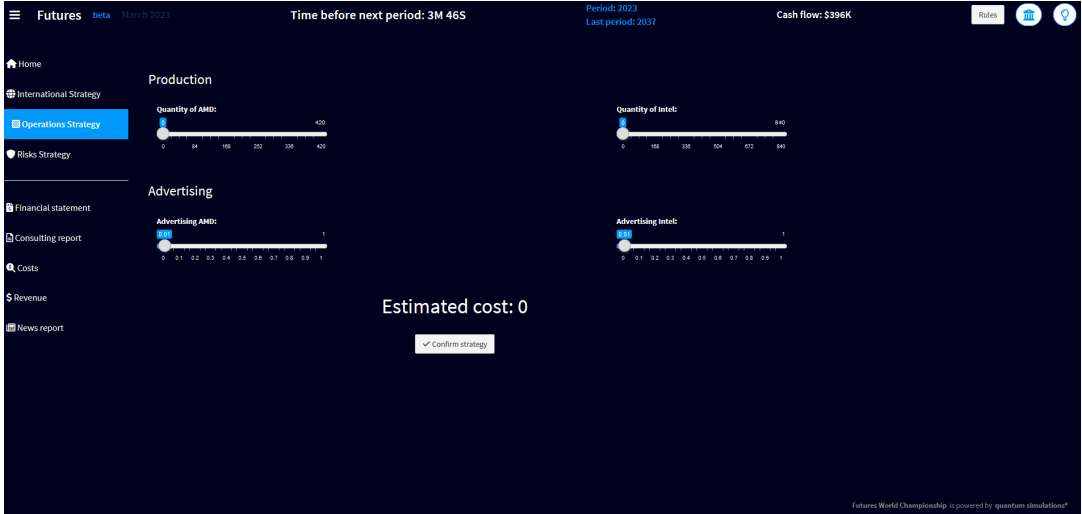 Futures beta March 2023
Time before next period: 3M 46S
Period: 2023
Last period: 2037
Cash flow: $396K
Rules
Home
International Strategy
Operations Strategy
Risks Strategy
Financial statement
Consulting report
Costs
Revenue
News report
Production
Quantity of AMD:
0 420
0 84 168 252 336 420
Quantity of Intel:
0 840
0 168 336 504 672 840
Advertising
Advertising AMD:
0.01 1
0 0.1 0.2 0.3 0.4 0.5 0.6 0.7 0.8 0.9 1
Advertising Intel:
0.01 1
0 0.1 0.2 0.3 0.4 0.5 0.6 0.7 0.8 0.9 1
Estimated cost: 0
Confirm strategy
Futures World Championship is powered by quantum simulations®